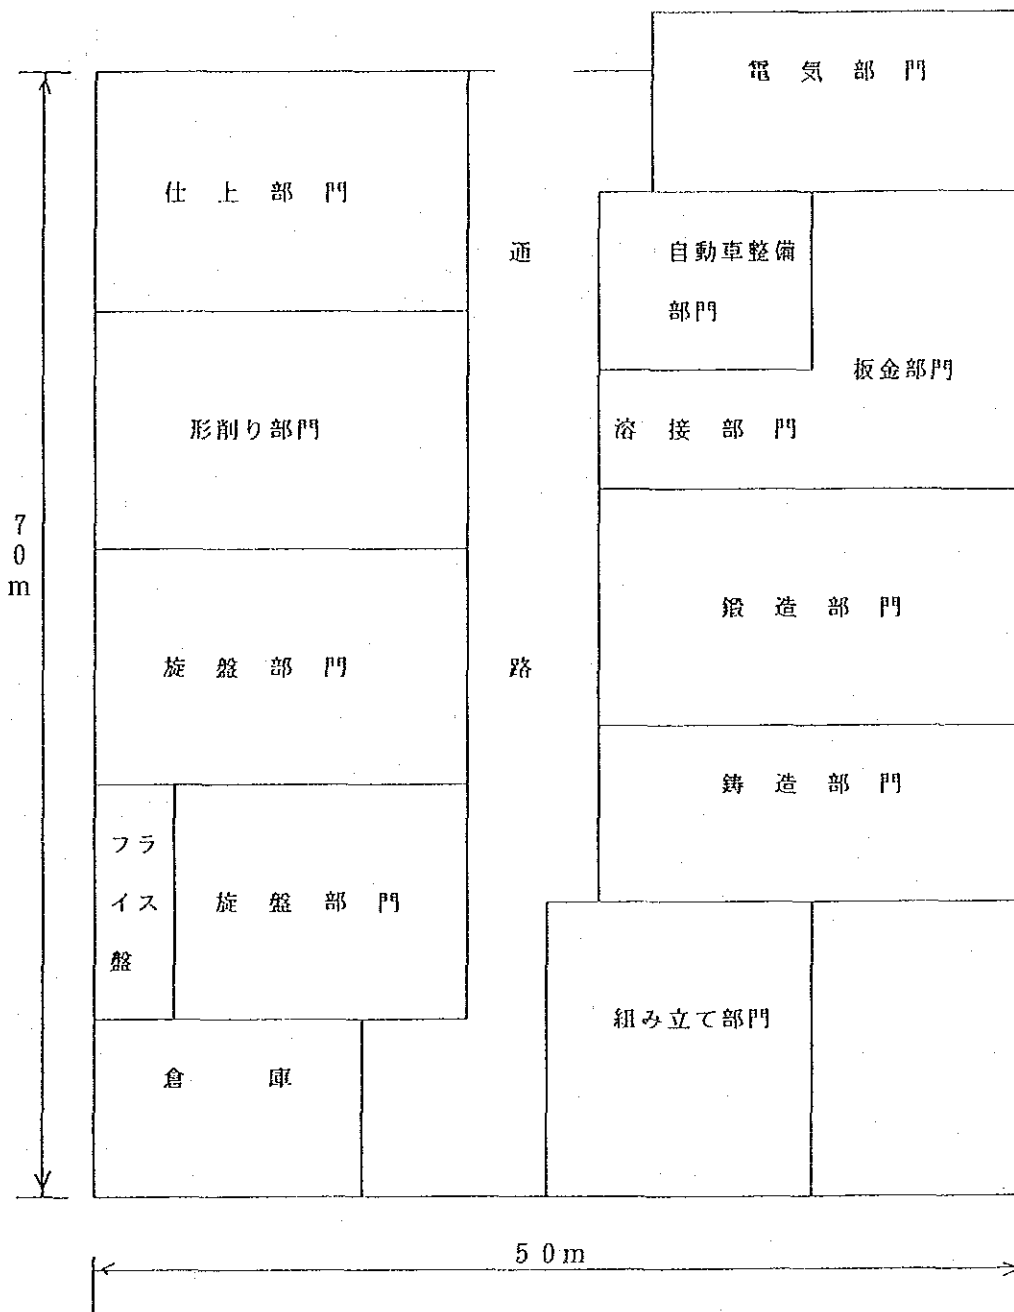 電気部門
仕上部門
通
自動車整備
部門
板金部門
形削り部門
溶接部門
70m
鍛造部門
旋盤部門
路
鋳造部門
フラ
イス
盤
旋盤部門
組み立て部門
倉庫
50m